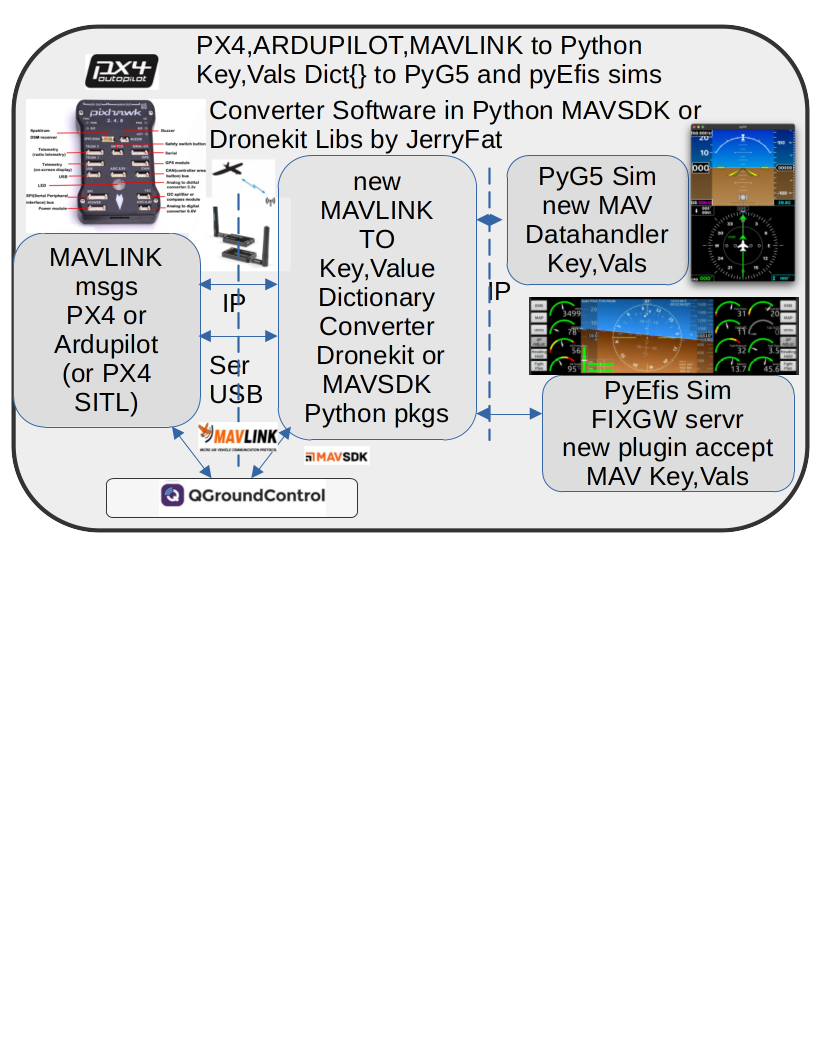 PX4,ARDUPILOT,MAVLINK to Python
Key,Vals Dict{} to PyG5 and pyEfis sims
Converter Software in Python MAVSDK or
Dronekit Libs by JerryFat
px4
autopilot
pixhawk
2.4.8
Spektrum
DSM receiver
Telemetry
(radio telemetry)
Telemetry
(on-screen display)
USB
LED
SPI(Serial Peripheral
interface) bus
Power module
Buzzer
Safety switch button
Serial
GPS module
CAN(controller area
button) bus
Analog to didital
converter 3.3v
I2C splitter or
compass module
Analog to digital
converter 6.6V
MAVLINK
msgs
PX4 or
Ardupilot
(or PX4
SITL)
IP
Ser
USB
new
MAVLINK
TO
Key,Value
Dictionary
Converter
Dronekit or
MAVSDK
Python pkgs
IP
PyG5 Sim
new MAV
Datahandler
Key,Vals
PyEfis Sim
FIXGW servr
new plugin accept
MAV Key,Vals
MAVLINK
MICRO AIR VEHICLE COMMUNICATION PROTOCOL
MAVSDK
QGroundControl